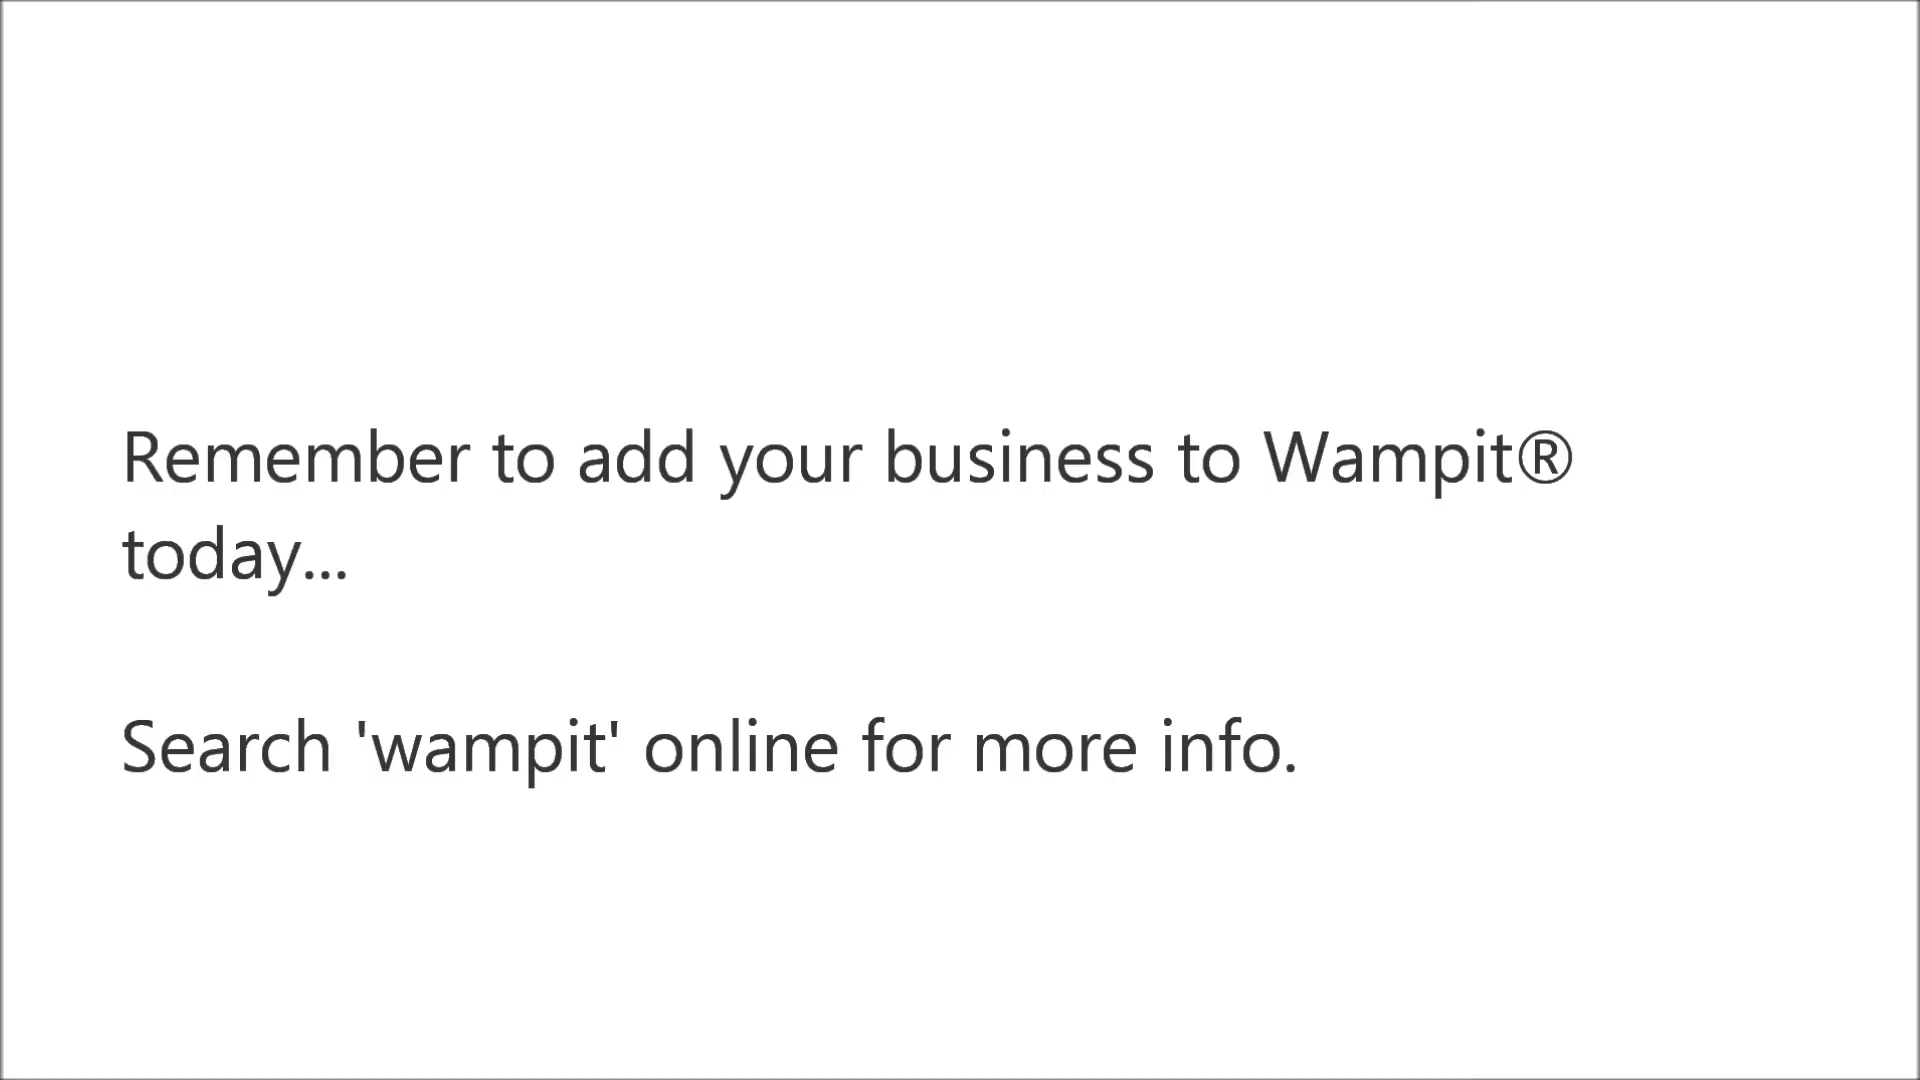 Remember to add your business to Wampit®
today...
Search 'wampit' online for more info.